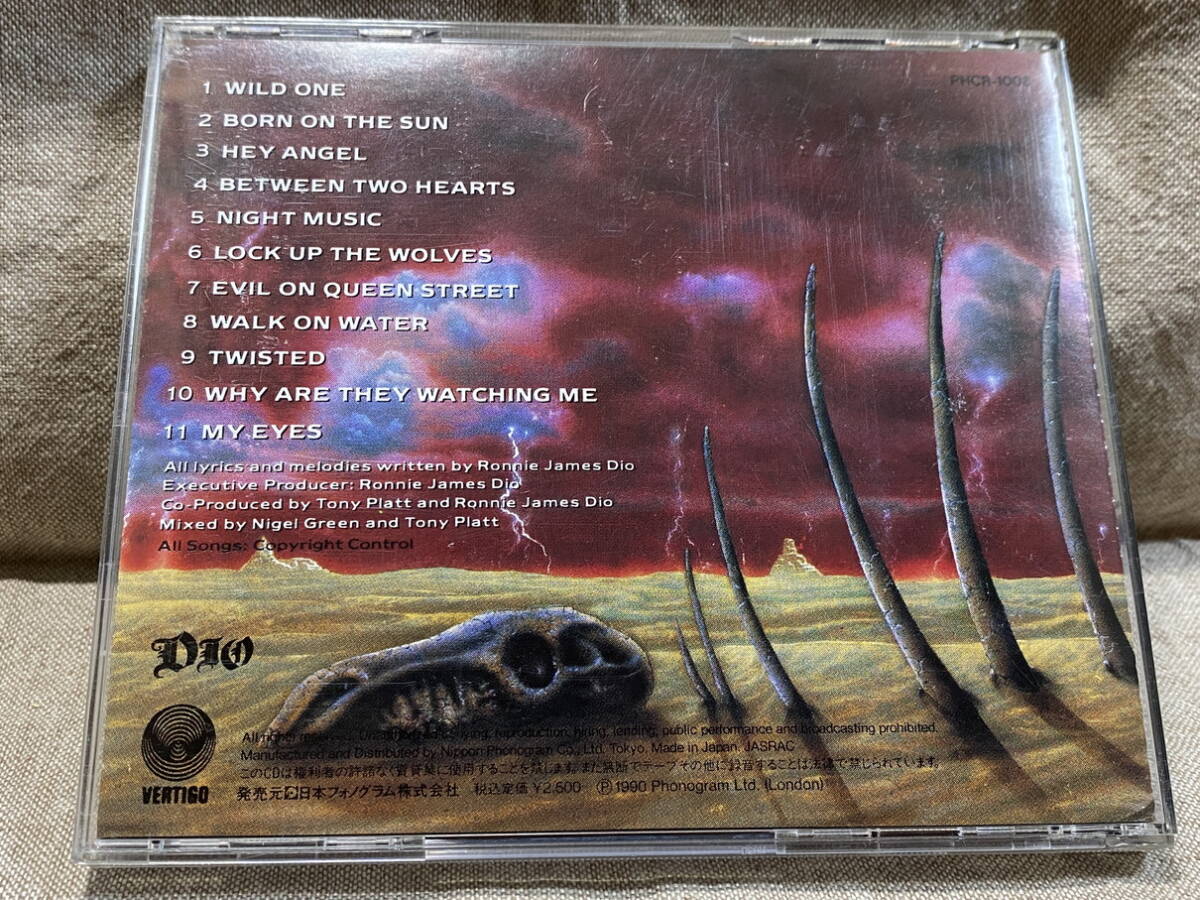 PHCR-1002
1 WILD ONE
2 BORN ON THE SUN
3 HEY ANGEL
4 BETWEEN TWO HEARTS
5 NIGHT MUSIC
6 LOCK UP THE WOLVES
7 EVIL ON QUEEN STREET
8 WALK ON WATER
9 TWISTED
10 WHY ARE THEY WATCHING ME
11 MY EYES
All lyrics and melodies written by Ronnie James Dio
Executive Producer: Ronnie James Dio
Co-Produced by Tony Platt and Ronnie James Dio
Mixed by Nigel Green and Tony Platt
All Songs: Copyright Control
DIO
All rights reproduction, hiring, lending, public performance and broadcasting prohibited.
Manufactured and Distributed by Nippon Phonogram Co., Ltd. Tokyo. Made in Japan. JASRAC
このCDは権利者の許諾なく賃貸業に使用することを禁じます。また無断でテープその他に録音することは法律で禁じられています。
VERTIGO
発売元 日本フォノグラム株式会社 税込定価 ¥2,500 Ⓟ1990 Phonogram Ltd. (London)